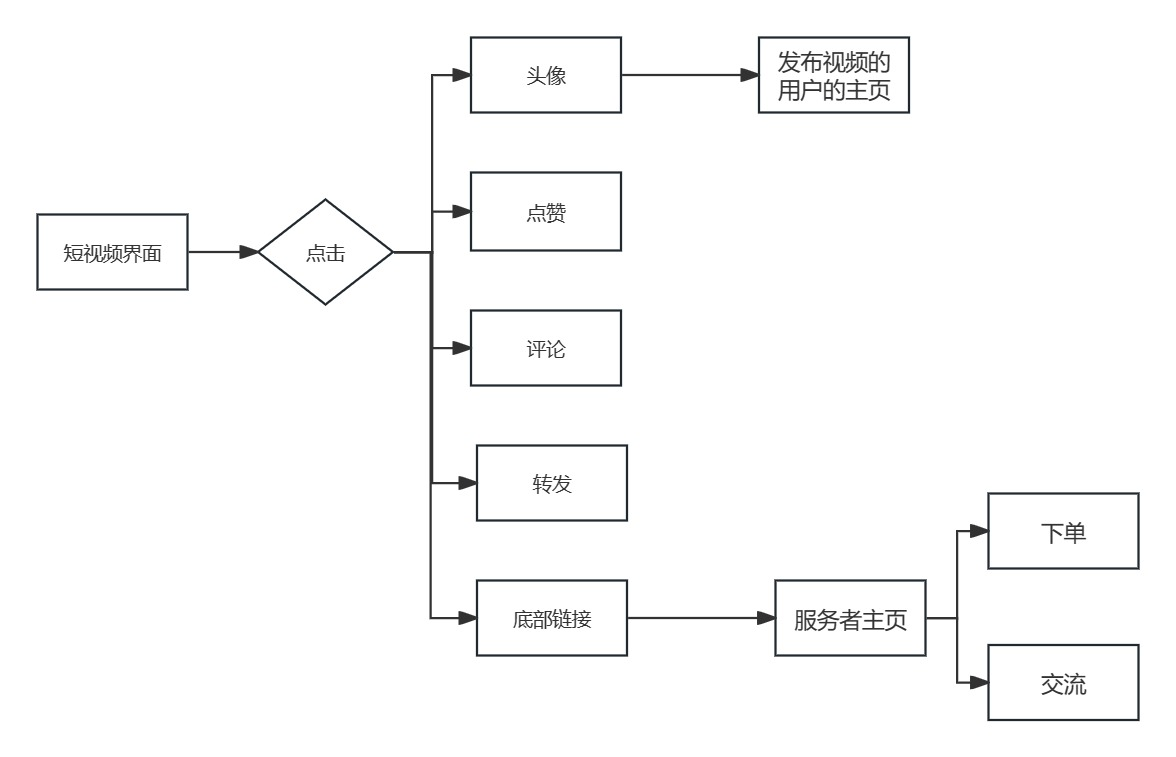 头像
发布视频的
用户的主页
点赞
短视频界面
点击
评论
转发
下单
底部链接
服务者主页
交流